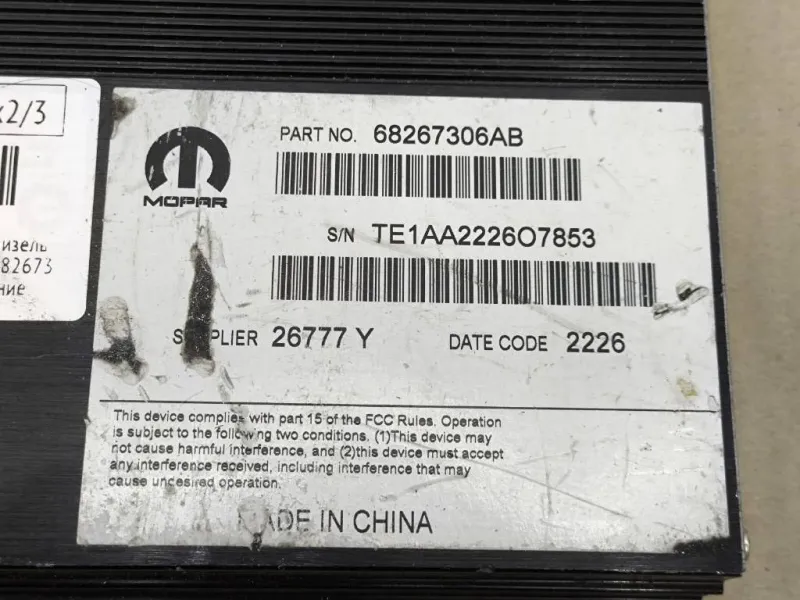 x2/3
изель
82673
ние
MOPAR
PART NO. 68267306AB
S/N TE1AA2226O7853
SUPPLIER 26777 Y DATE CODE 2226
This device complies with part 15 of the FCC Rules. Operation
is subject to the following two conditions. (1)This device may
not cause harmful interference, and (2)this device must accept
any interference received, including interference that may
cause undesired operation.
MADE IN CHINA